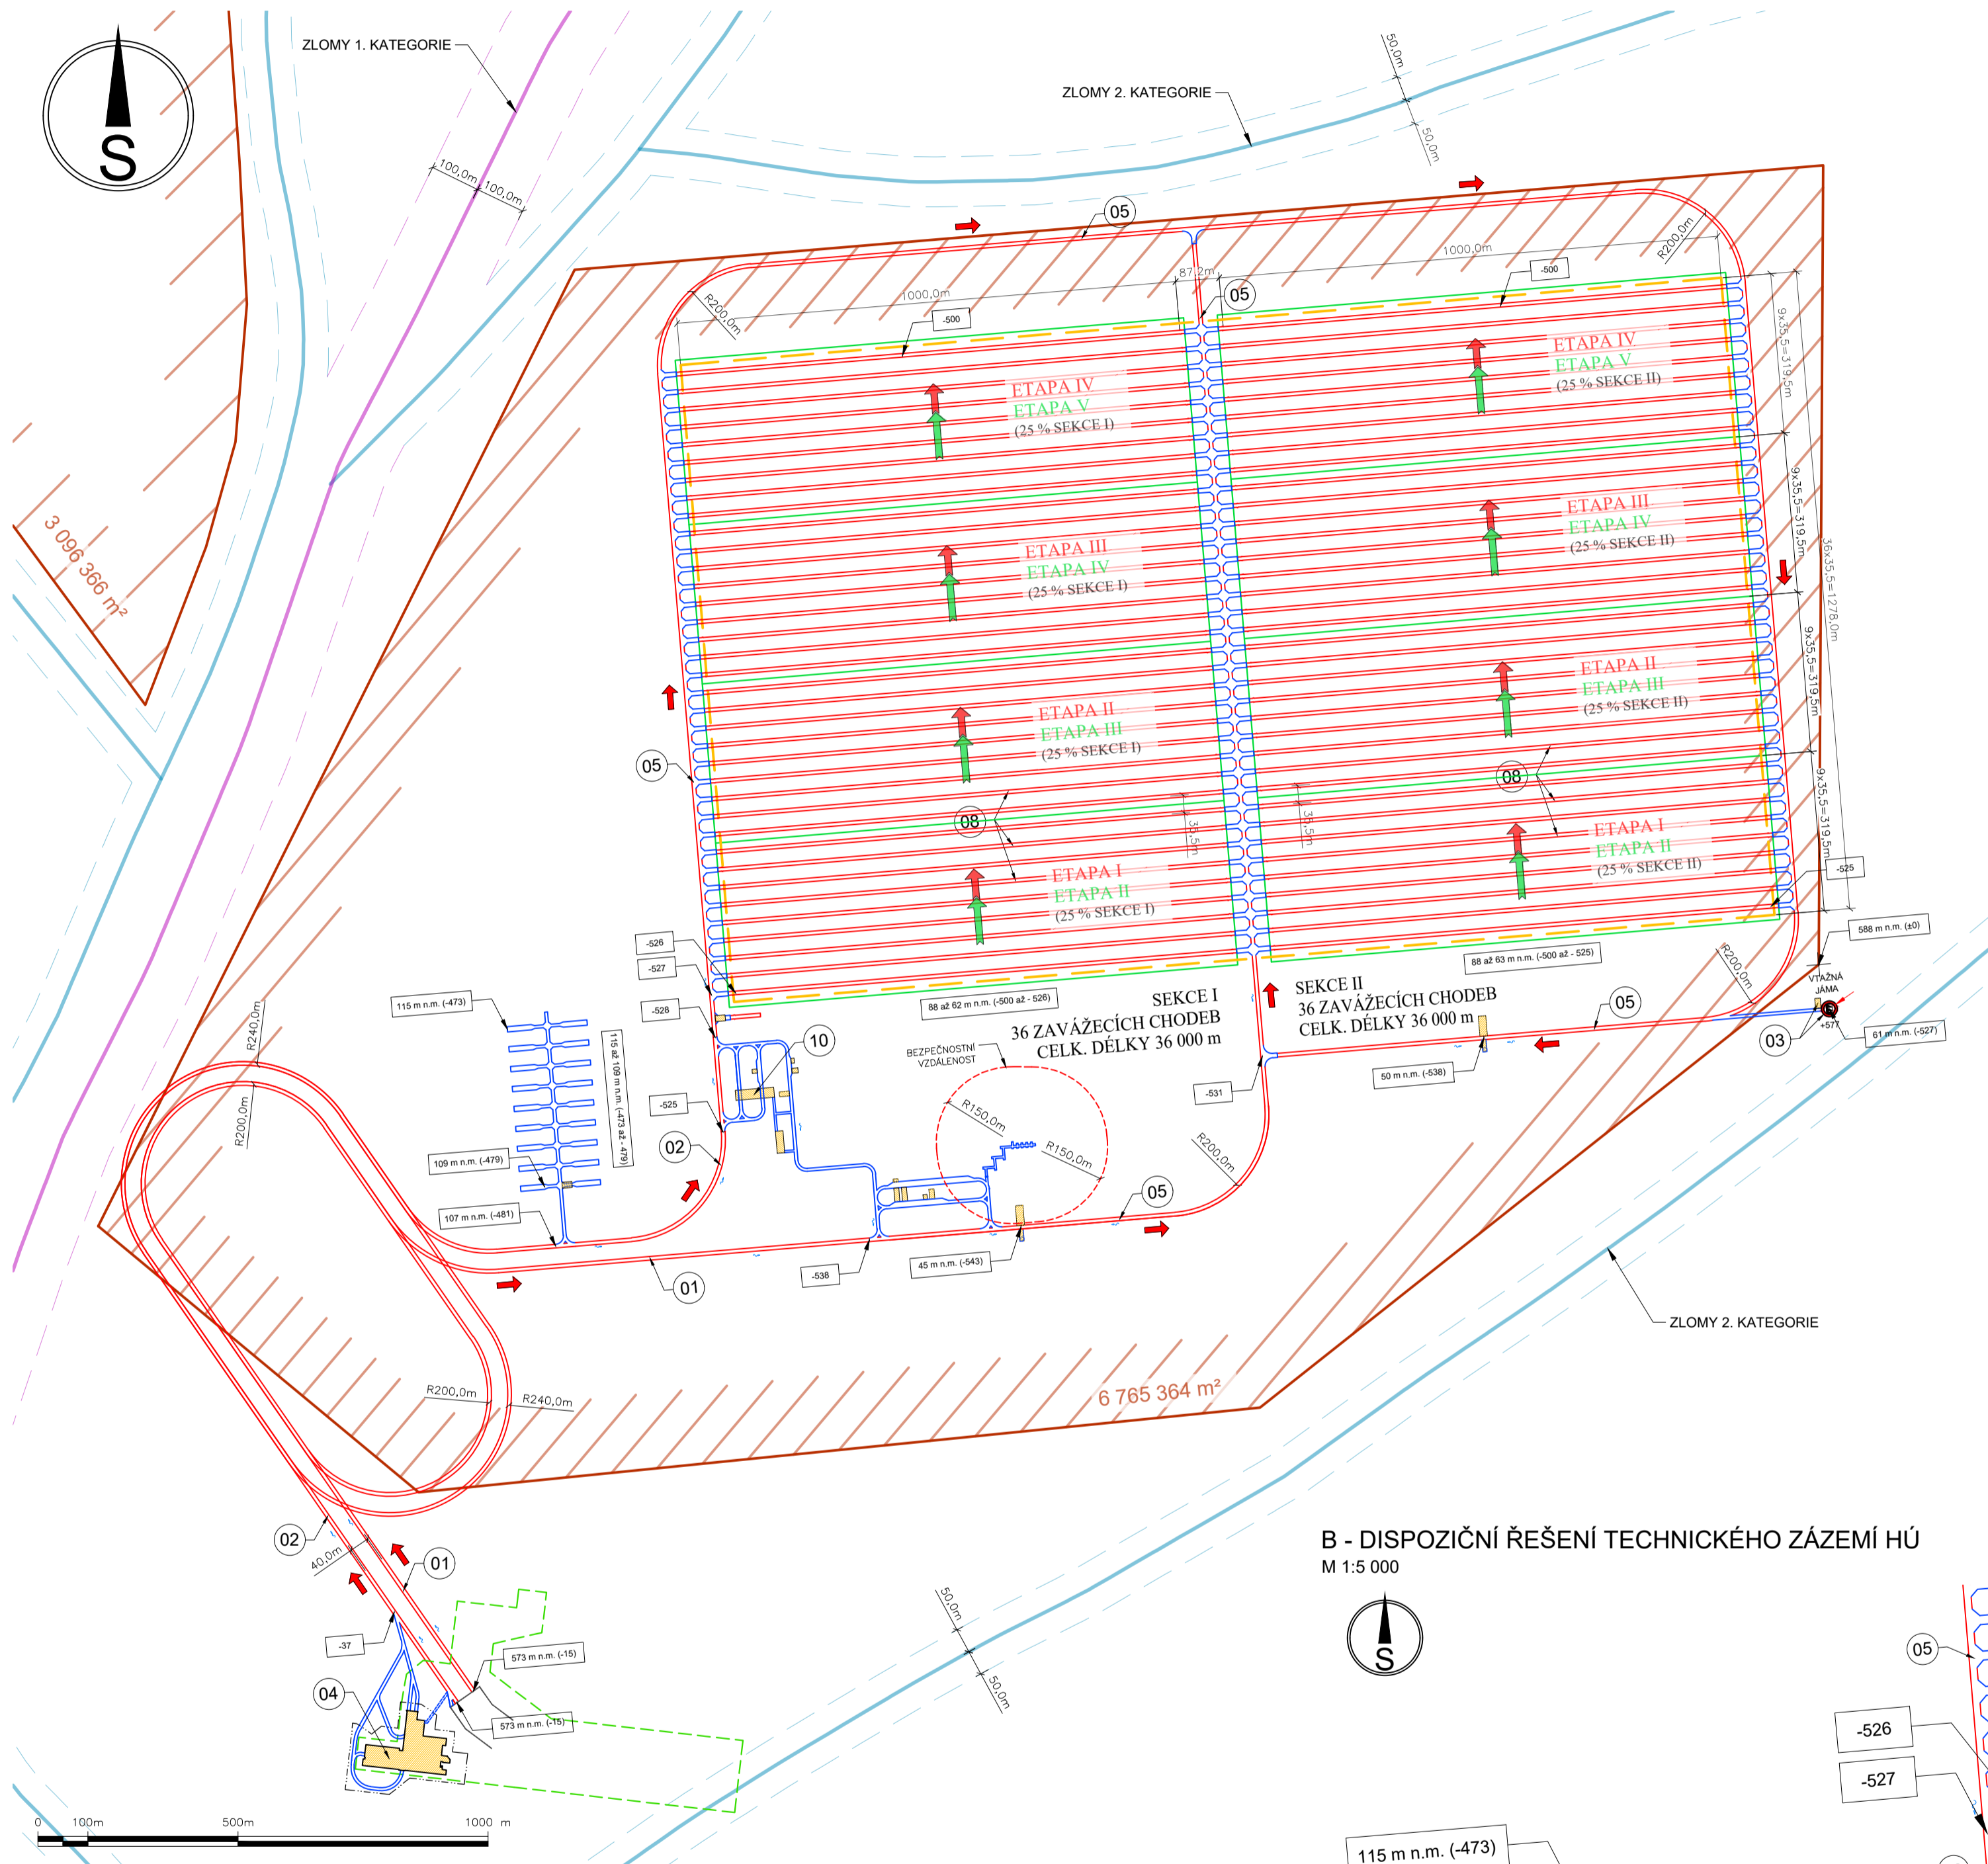 ZLOMY 1. KATEGORIE
S
100,0m
100,0m
ZLOMY 2. KATEGORIE
50,0m
50,0m
05
1000,0m
R200,0m
87,2m
1000,0m
R200,0m
-500
-500
05
3 096 366 m²
ETAPA IV
ETAPA V
(25 % SEKCE I)
ETAPA IV
ETAPA V
(25 % SEKCE II)
9x35,5=319,5m
ETAPA III
ETAPA IV
(25 % SEKCE I)
ETAPA III
ETAPA IV
(25 % SEKCE II)
9x35,5=319,5m
36x35,5=1278,0m
ETAPA II
ETAPA III
(25 % SEKCE I)
ETAPA II
ETAPA III
(25 % SEKCE II)
9x35,5=319,5m
05
08
08
35,5m
35,5m
ETAPA I
ETAPA II
(25 % SEKCE I)
ETAPA I
ETAPA II
(25 % SEKCE II)
9x35,5=319,5m
-525
588 m n.m. (±0)
-526
-527
-528
88 až 62 m n.m. (-500 až - 526)
88 až 63 m n.m. (-500 až - 525)
SEKCE I
36 ZAVÁŽECÍCH CHODEB
CELK. DÉLKY 36 000 m
SEKCE II
36 ZAVÁŽECÍCH CHODEB
CELK. DÉLKY 36 000 m
R200,0m
VTAŽNÁ
JÁMA
+577
05
03
61 m n.m. (-527)
115 m n.m. (-473)
115 až 109 m n.m. (-473 až - 479)
10
BEZPEČNOSTNÍ
VZDÁLENOST
50 m n.m. (-538)
-531
-525
R240,0m
R200,0m
R150,0m
R150,0m
R200,0m
02
109 m n.m. (-479)
107 m n.m. (-481)
05
-538
45 m n.m. (-543)
01
ZLOMY 2. KATEGORIE
R200,0m
R240,0m
6 765 364 m²
02
40,0m
01
-37
573 m n.m. (-15)
573 m n.m. (-15)
04
50,0m
50,0m
0 100m 500m 1000 m
B - DISPOZIČNÍ ŘEŠENÍ TECHNICKÉHO ZÁZEMÍ HÚ
M 1:5 000
S
05
-526
-527
115 m n.m. (-473)